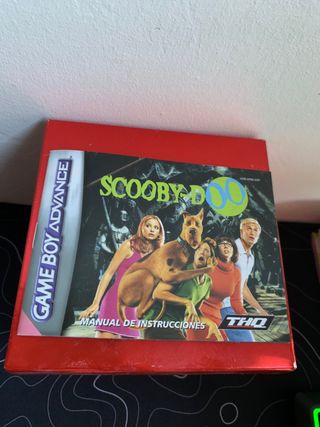 GAME BOY ADVANCE
SCOOBY-DOO
MANUAL DE INSTRUCCIONES
THQ